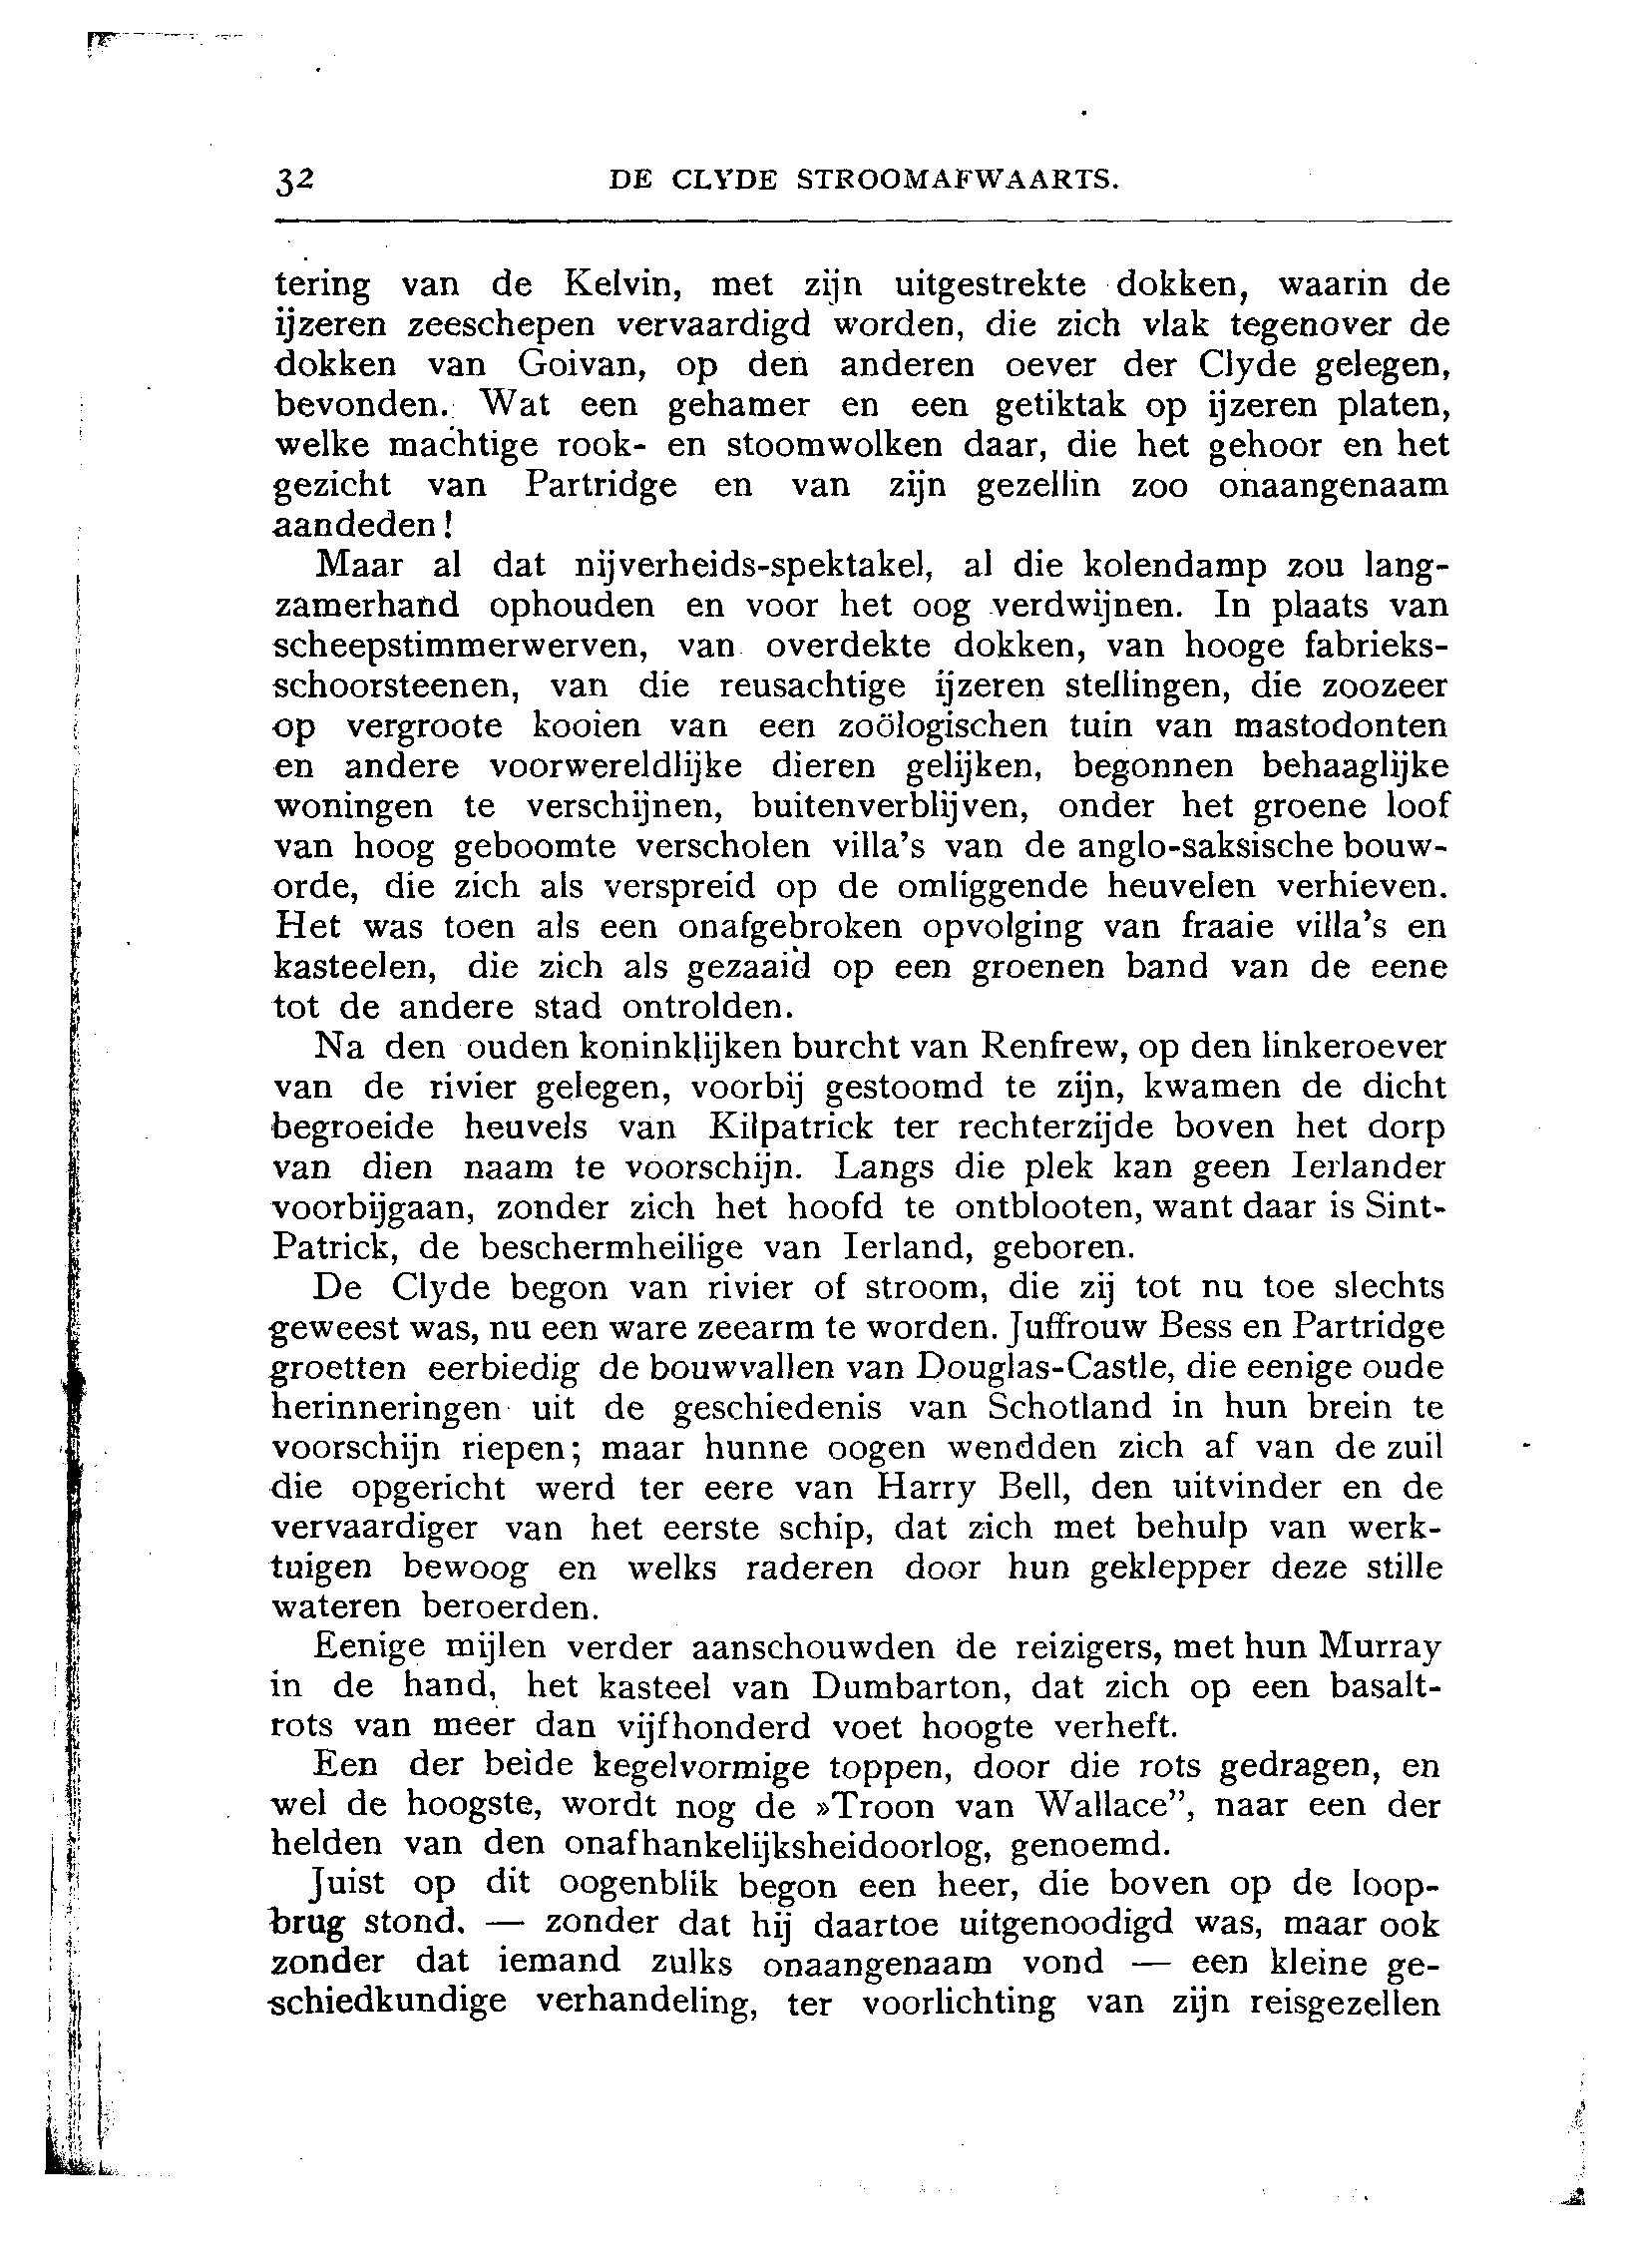 32
DE CLYDE STROOMAFWAARTS.
tering van de Kelvin, met zijn uitgestrekte dokken, waarin de
ijzeren zeeschepen vervaardigd worden, die zich vlak tegenover de
dokken van Goivan, op den anderen oever der Clyde gelegen,
bevonden. Wat een gehamer en een getiktak op ijzeren platen,
welke machtige rook- en stoomwolken daar, die het gehoor en het
gezicht van Partridge en van zijn gezellin zoo onaangenaam
aandeden!
Maar al dat nijverheids-spektakel, al die kolendamp zou lang-
zamerhand ophouden en voor het oog verdwijnen. In plaats van
scheepstimmerwerven, van overdekte dokken, van hooge fabrieks-
schoorsteenen, van die reusachtige ijzeren stellingen, die zoozeer
op vergroote kooien van een zoölogischen tuin van mastodonten
en andere voorwereldlijke dieren gelijken, begonnen behaaglijke
woningen te verschijnen, buitenverblijven, onder het groene loof
van hoog geboomte verscholen villa's van de anglo-saksische bouw-
orde, die zich als verspreid op de omliggende heuvelen verhieven.
Het was toen als een onafgebroken opvolging van fraaie villa's en
kasteelen, die zich als gezaaid op een groenen band van de eene
tot de andere stad ontrolden.
Na den ouden koninklijken burcht van Renfrew, op den linkeroever
van de rivier gelegen, voorbij gestoomd te zijn, kwamen de dicht
begroeide heuvels van Kilpatrick ter rechterzijde boven het dorp
van dien naam te voorschijn. Langs die plek kan geen Ierlander
voorbijgaan, zonder zich het hoofd te ontblooten, want daar is Sint-
Patrick, de beschermheilige van Ierland, geboren.
De Clyde begon van rivier of stroom, die zij tot nu toe slechts
geweest was, nu een ware zeearm te worden. Juffrouw Bess en Partridge
groetten eerbiedig de bouwvallen van Douglas-Castle, die eenige oude
herinneringen uit de geschiedenis van Schotland in hun brein te
voorschijn riepen; maar hunne oogen wendden zich af van de zuil
die opgericht werd ter eere van Harry Bell, den uitvinder en de
vervaardiger van het eerste schip, dat zich met behulp van werk-
tuigen bewoog en welks raderen door hun geklepper deze stille
wateren beroerden.
Eenige mijlen verder aanschouwden de reizigers, met hun Murray
in de hand, het kasteel van Dumbarton, dat zich op een basalt-
rots van meer dan vijfhonderd voet hoogte verheft.
Een der beide kegelvormige toppen, door die rots gedragen, en
wel de hoogste, wordt nog de »Troon van Wallace”, naar een der
helden van den onafhankelijksheidoorlog, genoemd.
Juist op dit oogenblik begon een heer, die boven op de loop-
brug stond. — zonder dat hij daartoe uitgenoodigd was, maar ook
zonder dat iemand zulks onaangenaam vond — een kleine ge-
schiedkundige verhandeling, ter voorlichting van zijn reisgezellen